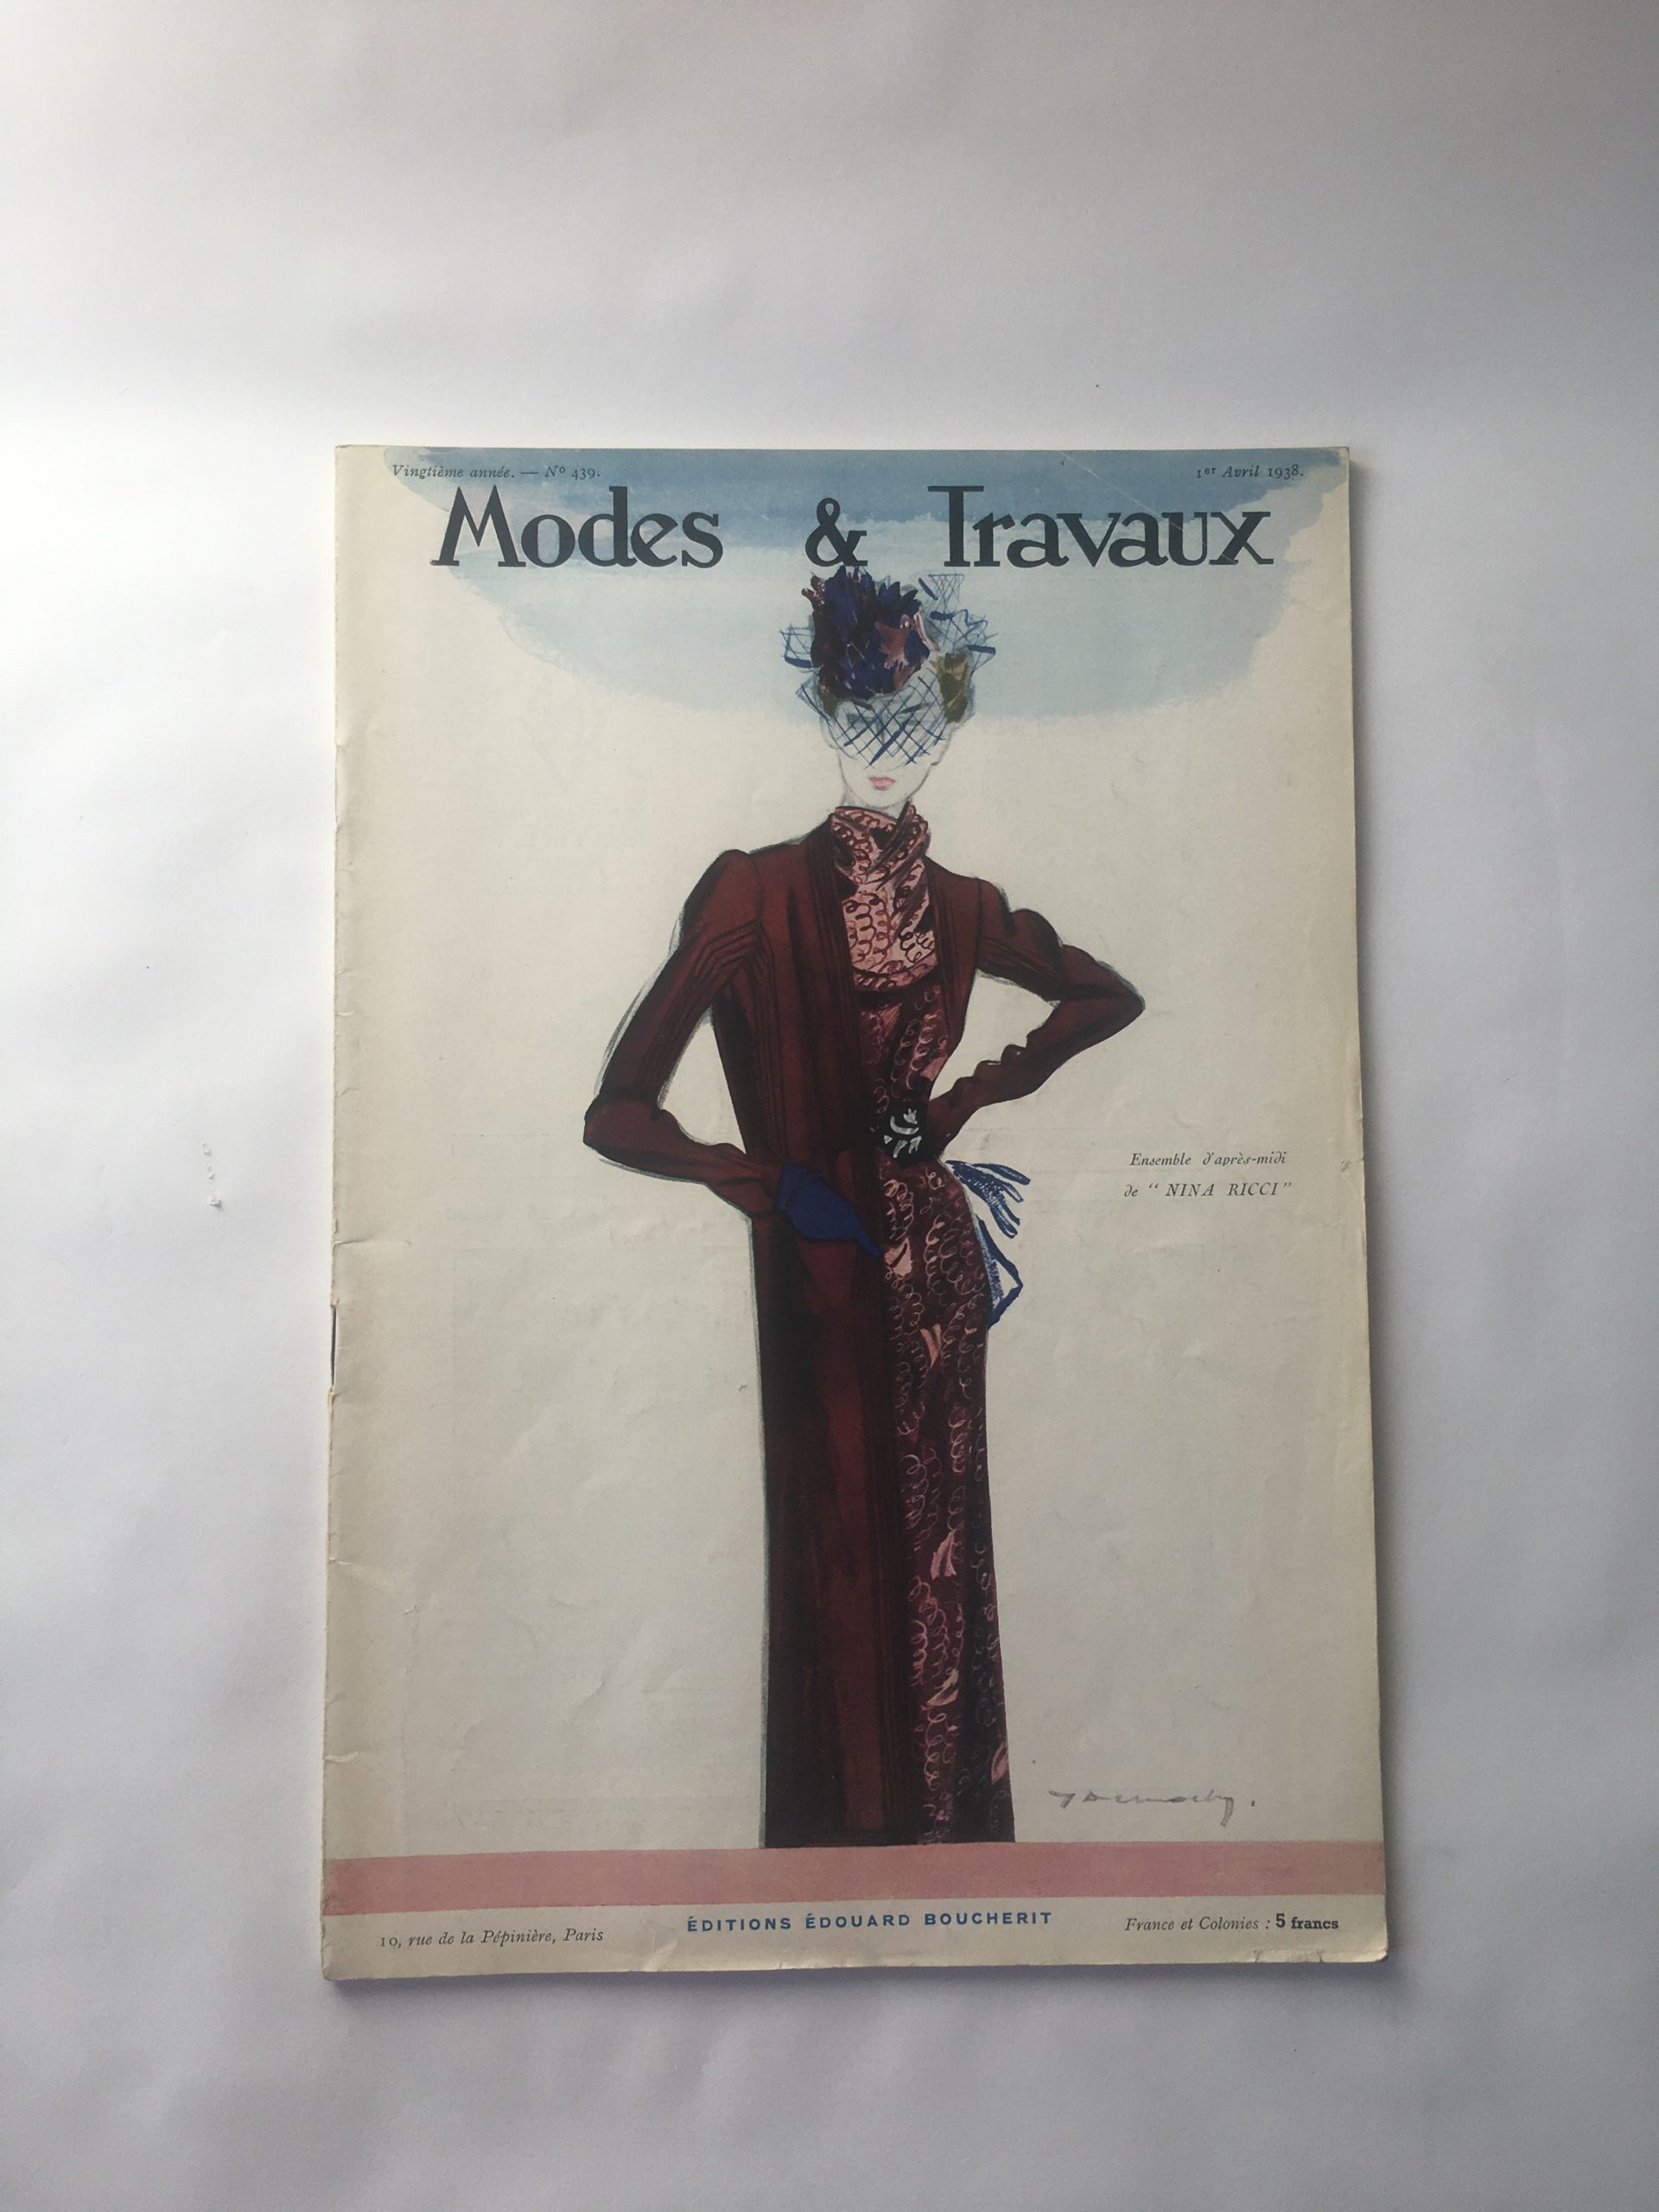 Vingtième année. — Nº 439.
1er Avril 1938.
Modes & Travaux
Ensemble d'après-midi
de “ NINA RICCI ”
10, rue de la Pépinière, Paris
ÉDITIONS ÉDOUARD BOUCHERIT
France et Colonies : 5 francs